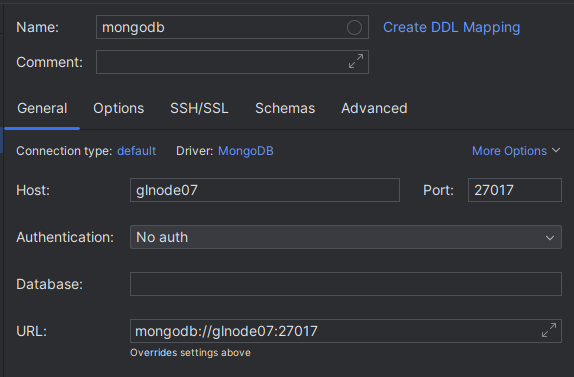 Name: mongodb Create DDL Mapping
Comment:
General Options SSH/SSL Schemas Advanced
Connection type: default Driver: MongoDB More Options
Host: glnode07 Port: 27017
Authentication: No auth
Database:
URL: mongodb://glnode07:27017
Overrides settings above